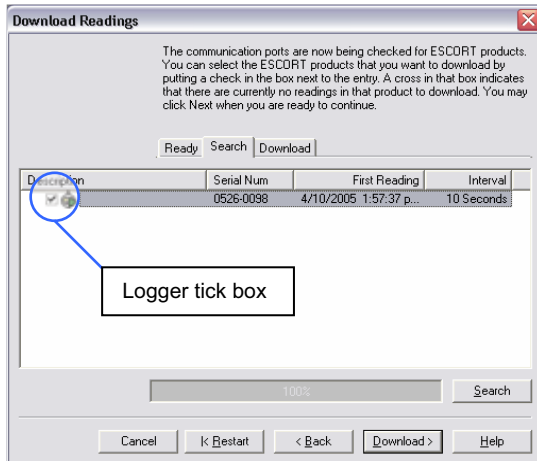 Download Readings
The communication ports are now being checked for ESCORT products.
You can select the ESCORT products that you want to download by
putting a check in the box next to the entry. A cross in that box indicates
that there are currently no readings in that product to download. You may
click Next when you are ready to continue.
Ready Search Download
Description Serial Num First Reading Interval
0526-0098 4/10/2005 1:57:37 p... 10 Seconds
Logger tick box
100% Search
Cancel |< Restart < Back Download > Help